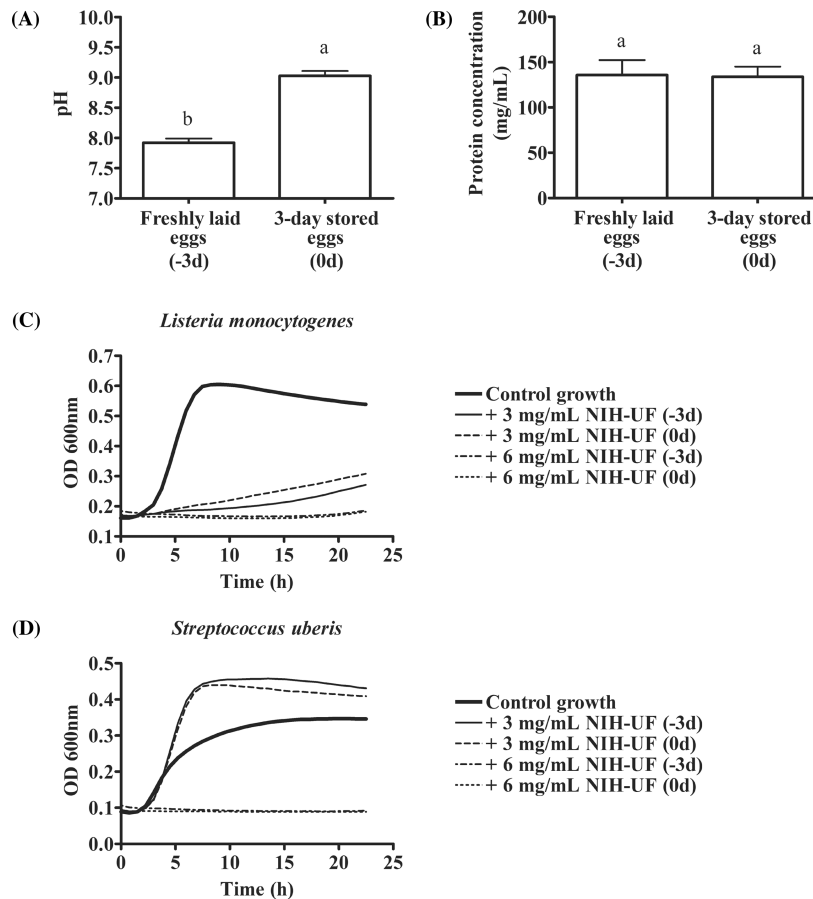 (A)
10.0
9.5
9.0
8.5
8.0
7.5
7.0
pH
a
b
Freshly laid eggs (-3d)
3-day stored eggs (0d)
(B)
200
150
100
50
0
Protein concentration (mg/mL)
a
a
Freshly laid eggs (-3d)
3-day stored eggs (0d)
(C)
Listeria monocytogenes
0.7
0.6
0.5
0.4
0.3
0.2
0.1
OD 600nm
0 5 10 15 20 25
Time (h)
Control growth
+ 3 mg/mL NIH-UF (-3d)
+ 3 mg/mL NIH-UF (0d)
+ 6 mg/mL NIH-UF (-3d)
+ 6 mg/mL NIH-UF (0d)
(D)
Streptococcus uberis
0.5
0.4
0.3
0.2
0.1
0.0
OD 600nm
0 5 10 15 20 25
Time (h)
Control growth
+ 3 mg/mL NIH-UF (-3d)
+ 3 mg/mL NIH-UF (0d)
+ 6 mg/mL NIH-UF (-3d)
+ 6 mg/mL NIH-UF (0d)